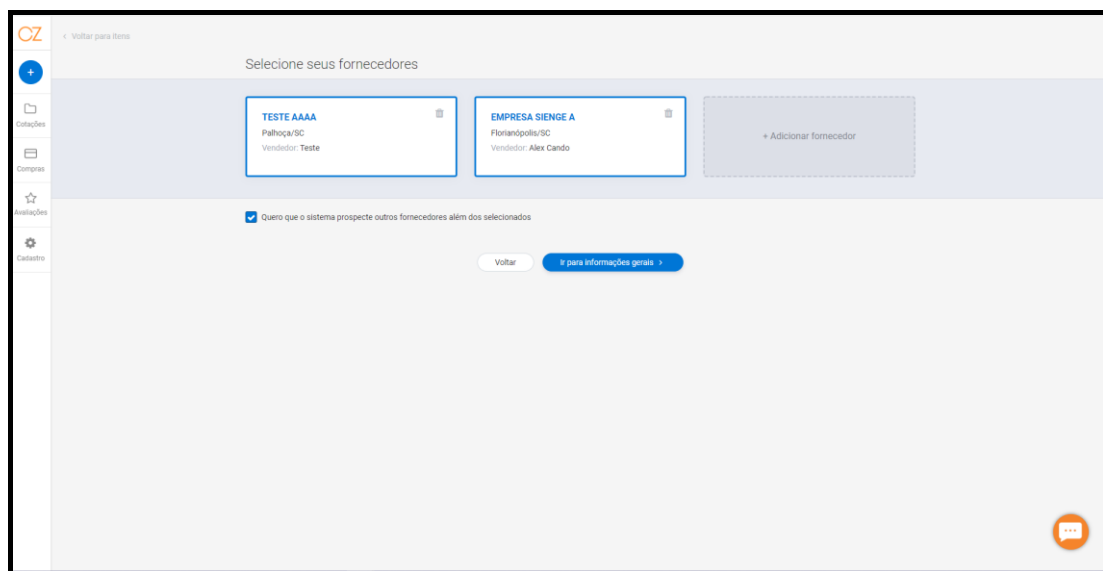 CZ
< Voltar para itens
Selecione seus fornecedores
+
Cotações
Compras
Avaliações
Cadastro
TESTE AAAA
Palhoça/SC
Vendedor: Teste
EMPRESA SIENGE A
Florianópolis/SC
Vendedor: Alex Cando
+ Adicionar fornecedor
Quero que o sistema prospecte outros fornecedores além dos selecionados
Voltar
Ir para informações gerais >